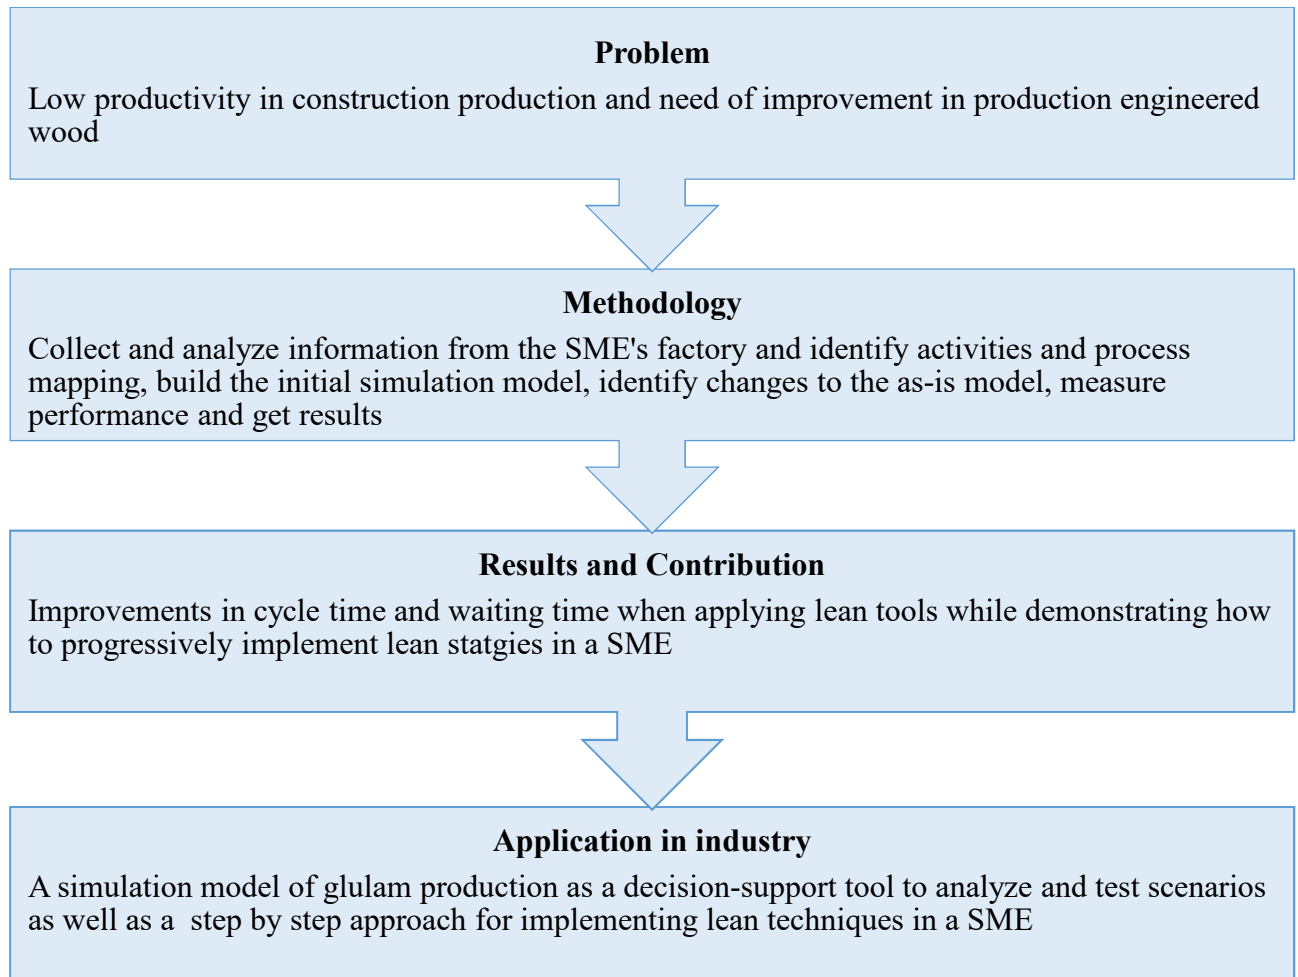 Problem
Low productivity in construction production and need of improvement in production engineered
wood
Methodology
Collect and analyze information from the SME's factory and identify activities and process
mapping, build the initial simulation model, identify changes to the as-is model, measure
performance and get results
Results and Contribution
Improvements in cycle time and waiting time when applying lean tools while demonstrating how
to progressively implement lean statgies in a SME
Application in industry
A simulation model of glulam production as a decision-support tool to analyze and test scenarios
as well as a  step by step approach for implementing lean techniques in a SME